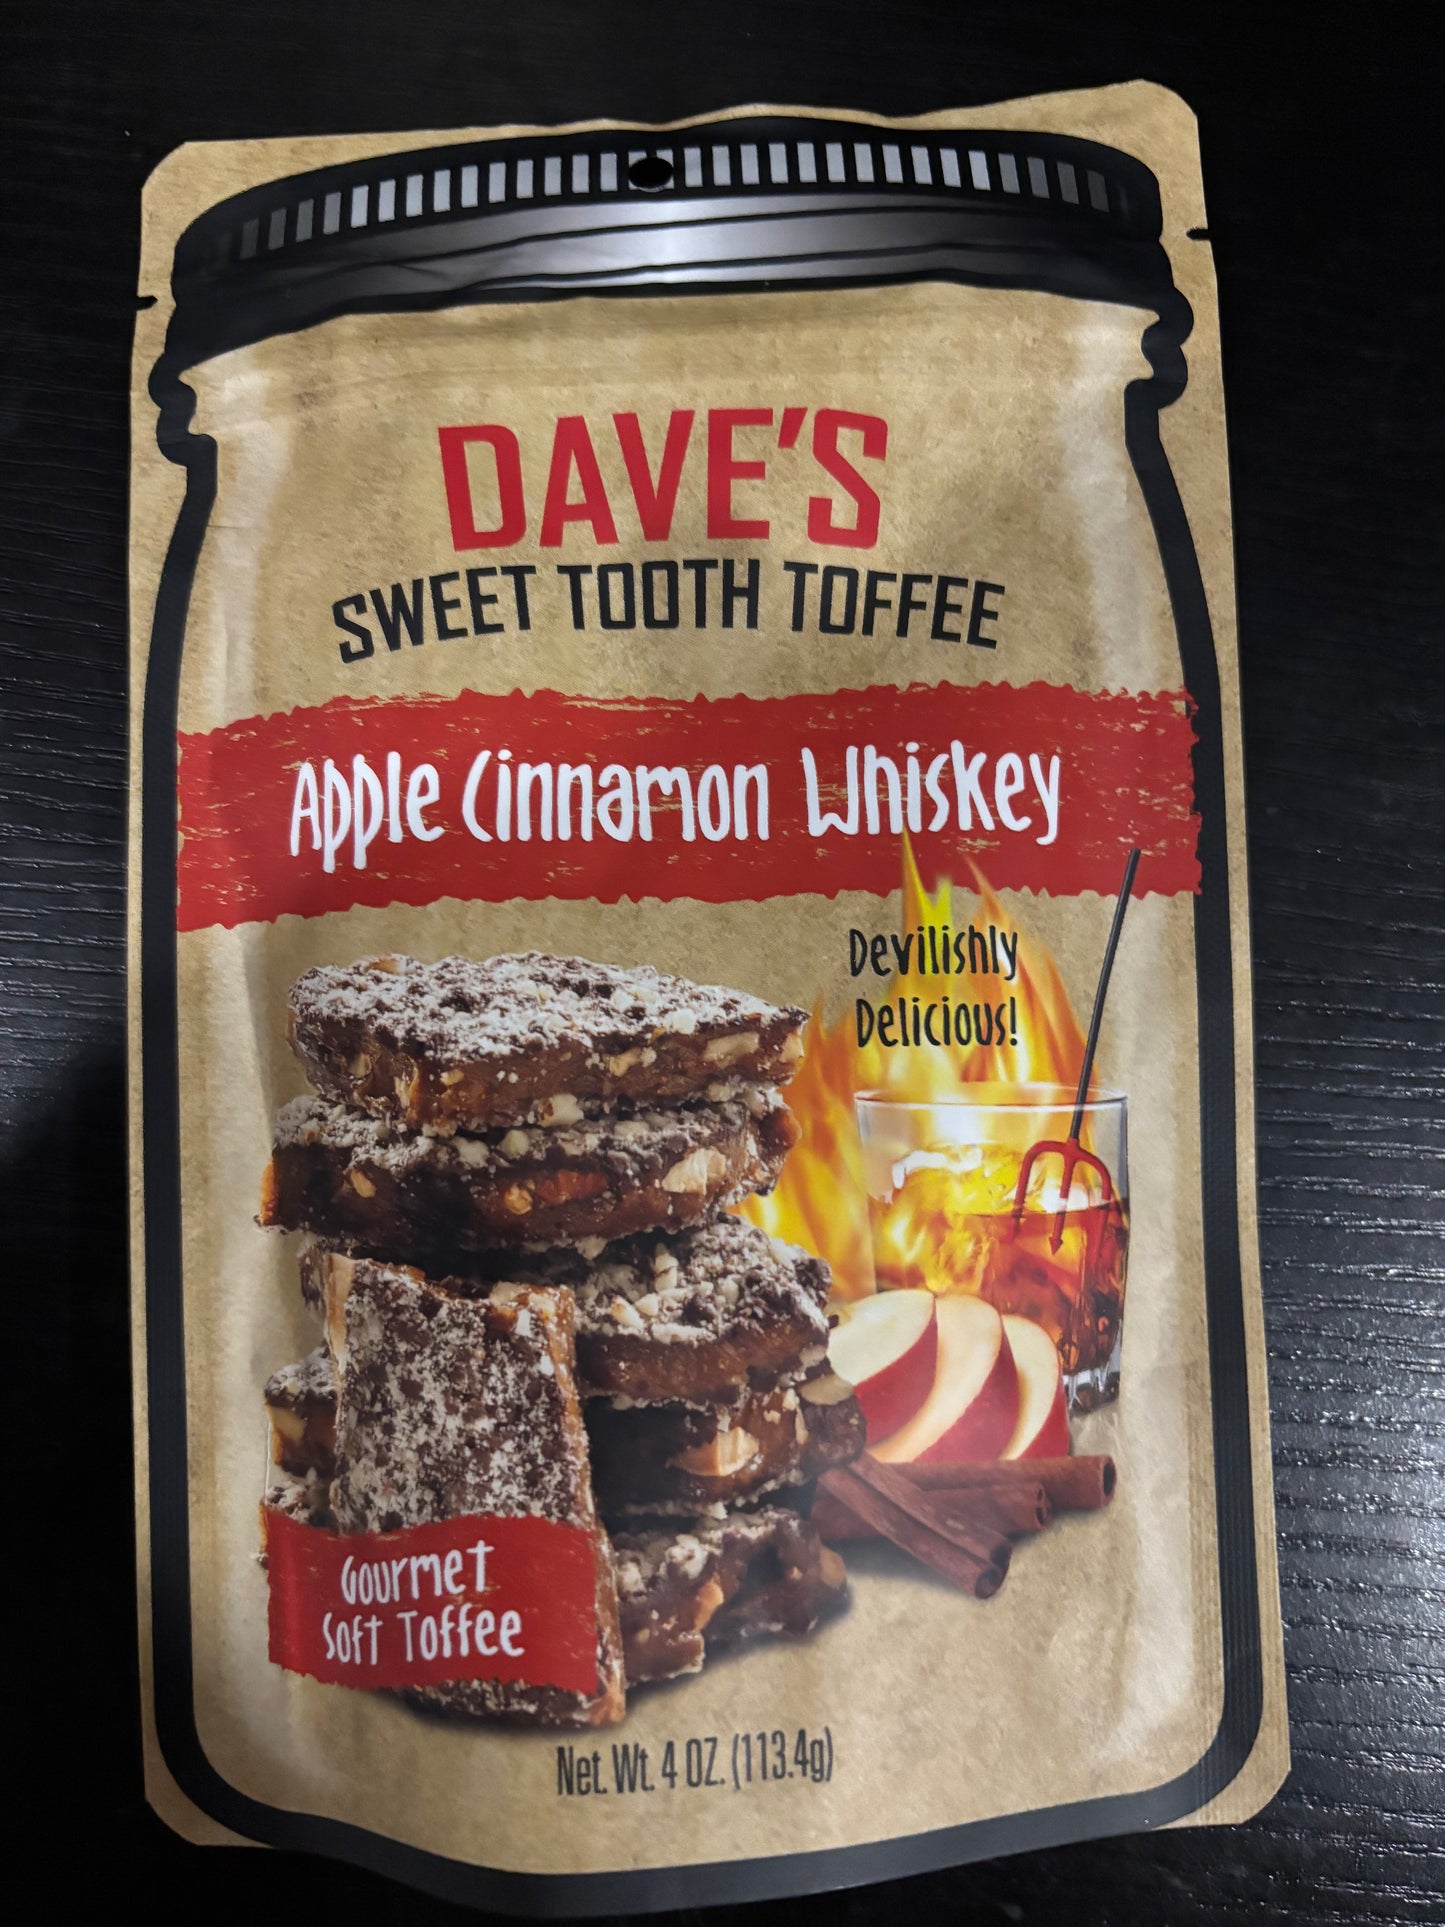 DAVE'S
SWEET TOOTH TOFFEE
Apple Cinnamon Whiskey
Devilishly
Delicious!
Gourmet
Soft Toffee
Net. Wt. 4 OZ. (113.4g)